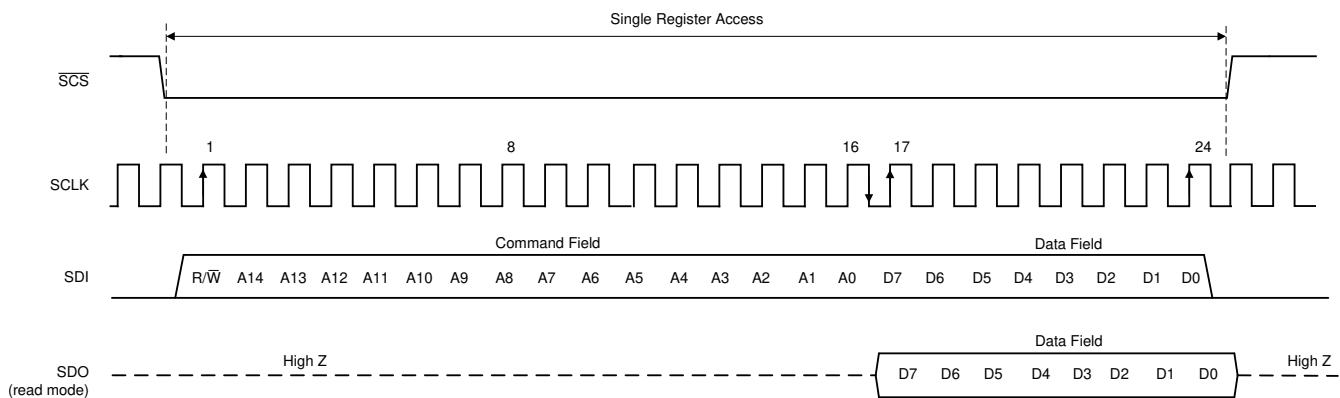 Single Register Access
SCS
1 8 16 17 24
SCLK
Command Field Data Field
SDI R/W A14 A13 A12 A11 A10 A9 A8 A7 A6 A5 A4 A3 A2 A1 A0 D7 D6 D5 D4 D3 D2 D1 D0
Data Field
High Z High Z
SDO D7 D6 D5 D4 D3 D2 D1 D0
(read mode)